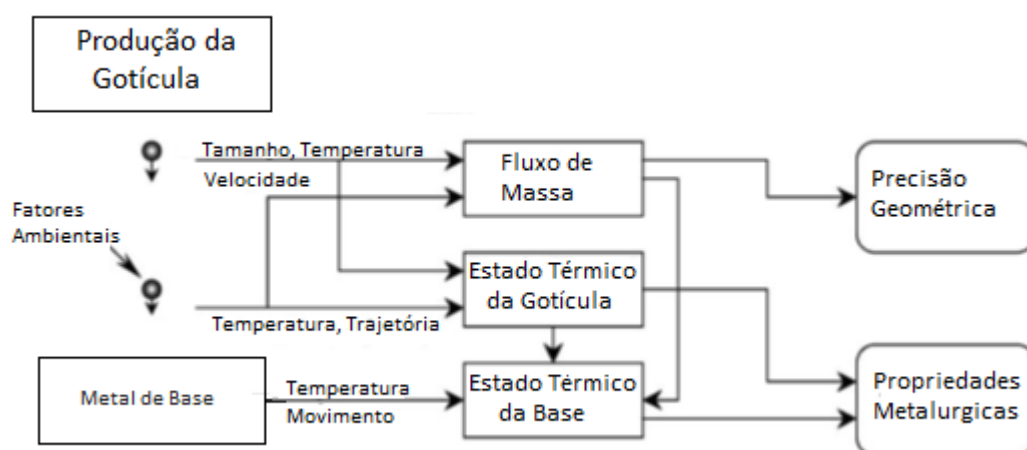 Produção da
Gotícula
Tamanho, Temperatura
Velocidade
Fluxo de
Massa
Precisão
Geométrica
Fatores
Ambientais
Estado Térmico
da Gotícula
Temperatura, Trajetória
Metal de Base
Temperatura
Movimento
Estado Térmico
da Base
Propriedades
Metalurgicas